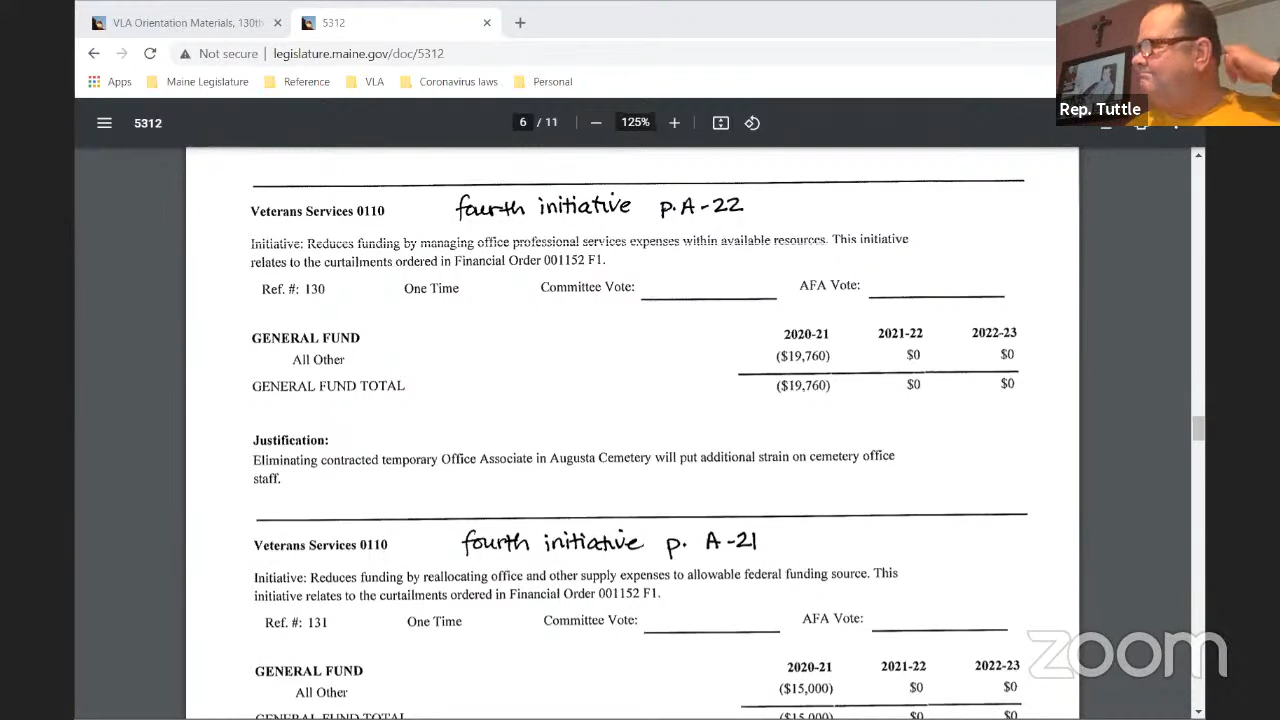 VLA Orientation Materials, 130th
5312
Not secure
legislature.maine.gov/doc/5312
Apps
Maine Legislature
Reference
VLA
Coronavirus laws
Personal
Rep. Tuttle
5312
6 / 11
125%
Veterans Services 0110
fourth initiative p. A-22
Initiative: Reduces funding by managing office professional services expenses within available resources. This initiative
relates to the curtailments ordered in Financial Order 001152 F1.
Ref. #: 130 One Time Committee Vote: AFA Vote:
GENERAL FUND 2020-21 2021-22 2022-23
All Other ($19,760) $0 $0
GENERAL FUND TOTAL ($19,760) $0 $0
Justification:
Eliminating contracted temporary Office Associate in Augusta Cemetery will put additional strain on cemetery office
staff.
Veterans Services 0110
fourth initiative p. A-21
Initiative: Reduces funding by reallocating office and other supply expenses to allowable federal funding source. This
initiative relates to the curtailments ordered in Financial Order 001152 F1.
Ref. #: 131 One Time Committee Vote: AFA Vote:
GENERAL FUND 2020-21 2021-22 2022-23
All Other ($15,000) $0 $0
GENERAL FUND TOTAL ($15,000) $0 $0
zoom